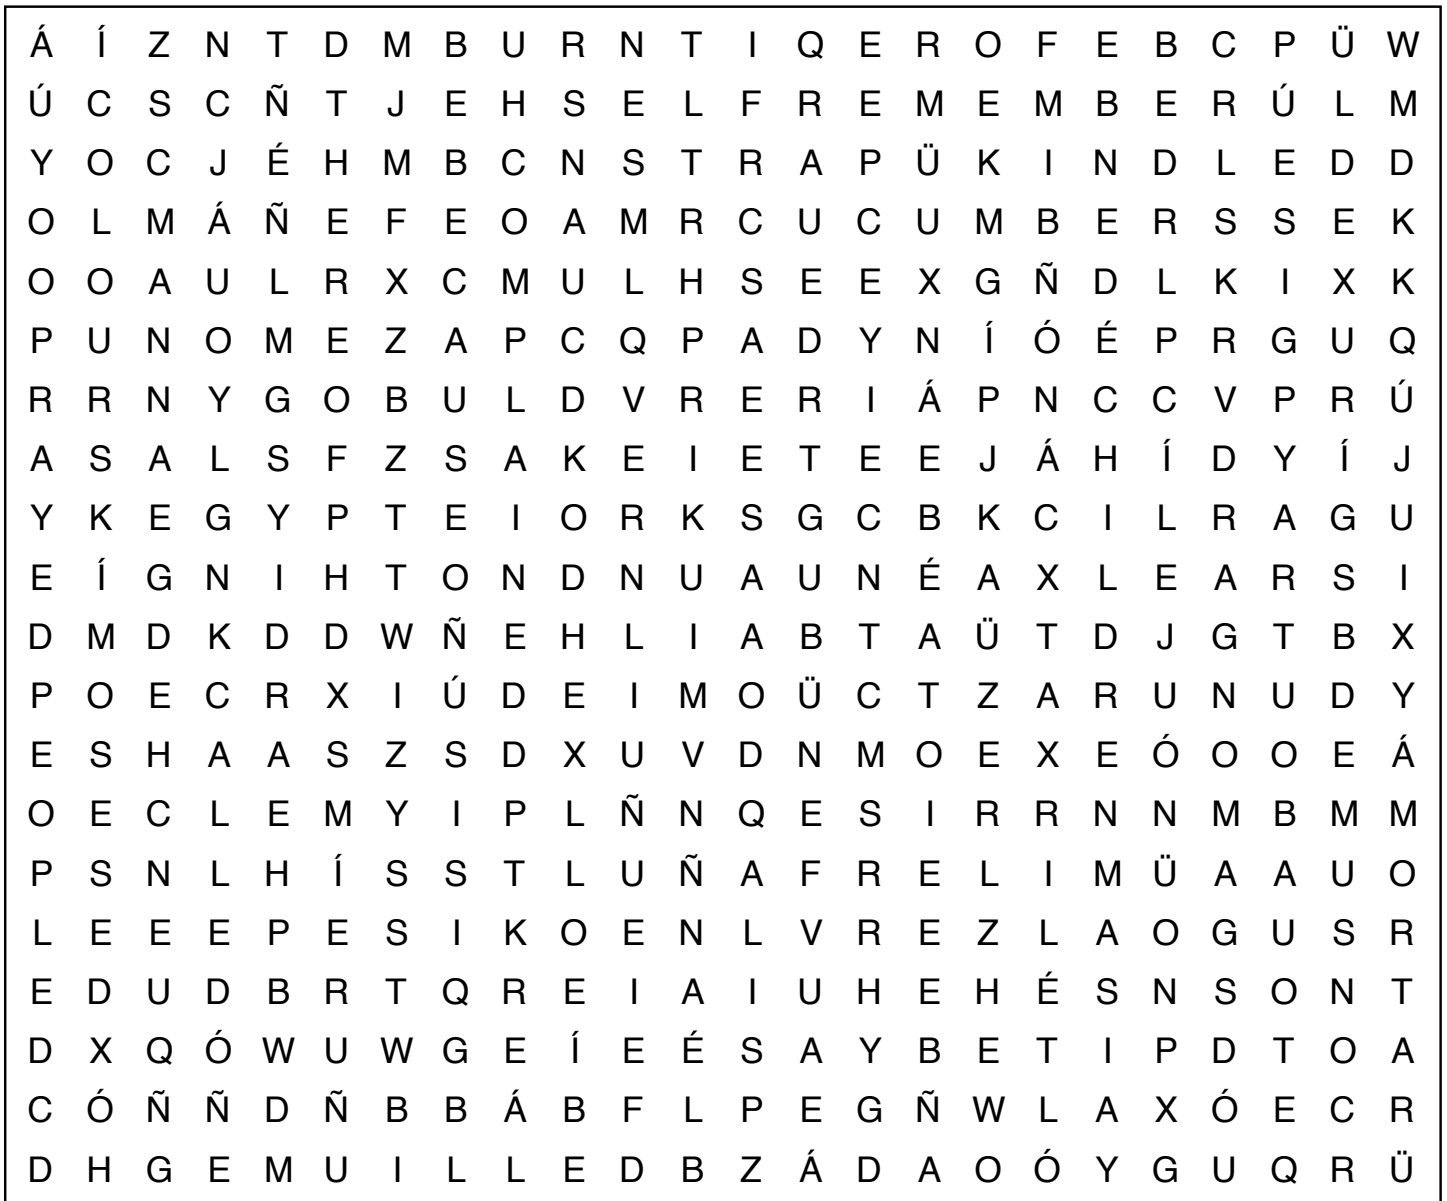 Á Í Z N T D M B U R N T I Q E R O F E B C P Ü W
Ú C S C Ñ T J E H S E L F R E M E M B E R Ú L M
Y O C J É H M B C N S T R A P Ü K I N D L E D D
O L M Á Ñ E F E O A M R C U C U M B E R S S E K
O O A U L R X C M U L H S E E X G Ñ D L K I X K
P U N O M E Z A P C Q P A D Y N Í Ó É P R G U Q
R R N Y G O B U L D V R E R I Á P N C C V P R Ú
A S A L S F Z S A K E I E T E E J Á H Í D Y Í J
Y K E G Y P T E I O R K S G C B K C I L R A G U
E Í G N I H T O N D N U A U N É A X L E A R S I
D M D K D D W Ñ E H L I A B T A Ü T D J G T B X
P O E C R X I Ú D E I M O Ü C T Z A R U N U D Y
E S H A A S Z S D X U V D N M O E X E Ó O O E Á
O E C L E M Y I P L Ñ N Q E S I R R N N M B M M
P S N L H Í S S T L U Ñ A F R E L I M Ü A A U O
L E E E P E S I K O E N L V R E Z L A O G U S R
E D U D B R T Q R E I A I U H E H É S N S O N T
D X Q Ó W U W G E Í E É S A Y B E T I P D T O A
C Ó Ñ Ñ D Ñ B B Á B F L P E G Ñ W L A X Ó E C R
D H G E M U I L L E D B Z Á D A O Ó Y G U Q R Ü